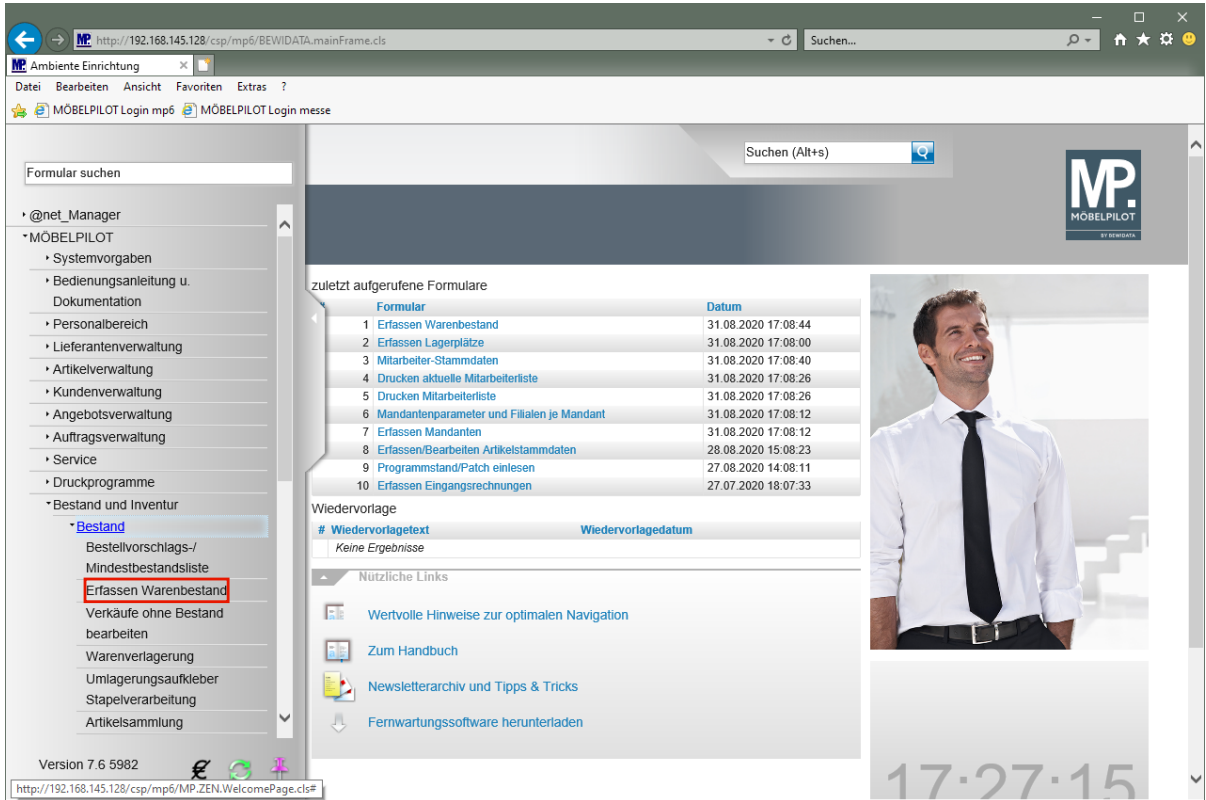 http://192.168.145.128/csp/mp6/BEWIDATA.mainFrame.cls
Suchen...
MP. Ambiente Einrichtung
Datei Bearbeiten Ansicht Favoriten Extras ?
MÖBELPILOT Login mp6 MÖBELPILOT Login messe
Formular suchen
@net_Manager
MÖBELPILOT
Systemvorgaben
Bedienungsanleitung u.
Dokumentation
Personalbereich
Lieferantenverwaltung
Artikelverwaltung
Kundenverwaltung
Angebotsverwaltung
Auftragsverwaltung
Service
Druckprogramme
Bestand und Inventur
Bestand
Bestellvorschlags-/
Mindestbestandsliste
Erfassen Warenbestand
Verkäufe ohne Bestand
bearbeiten
Warenverlagerung
Umlagerungsaufkleber
Stapelverarbeitung
Artikelsammlung
Version 7.6 5982
http://192.168.145.128/csp/mp6/MP.ZEN.WelcomePage.cls#
Suchen (Alt+s)
MP.
MÖBELPILOT
BY BEWIDATA
zuletzt aufgerufene Formulare
# Formular Datum
1 Erfassen Warenbestand 31.08.2020 17:08:44
2 Erfassen Lagerplätze 31.08.2020 17:08:00
3 Mitarbeiter-Stammdaten 31.08.2020 17:08:40
4 Drucken aktuelle Mitarbeiterliste 31.08.2020 17:08:26
5 Drucken Mitarbeiterliste 31.08.2020 17:08:26
6 Mandantenparameter und Filialen je Mandant 31.08.2020 17:08:12
7 Erfassen Mandanten 31.08.2020 17:08:12
8 Erfassen/Bearbeiten Artikelstammdaten 28.08.2020 15:08:23
9 Programmstand/Patch einlesen 27.08.2020 14:08:11
10 Erfassen Eingangsrechnungen 27.07.2020 18:07:33
Wiedervorlage
# Wiedervorlagetext Wiedervorlagedatum
Keine Ergebnisse
Nützliche Links
Wertvolle Hinweise zur optimalen Navigation
Zum Handbuch
Newsletterarchiv und Tipps & Tricks
Fernwartungssoftware herunterladen
17:27:15